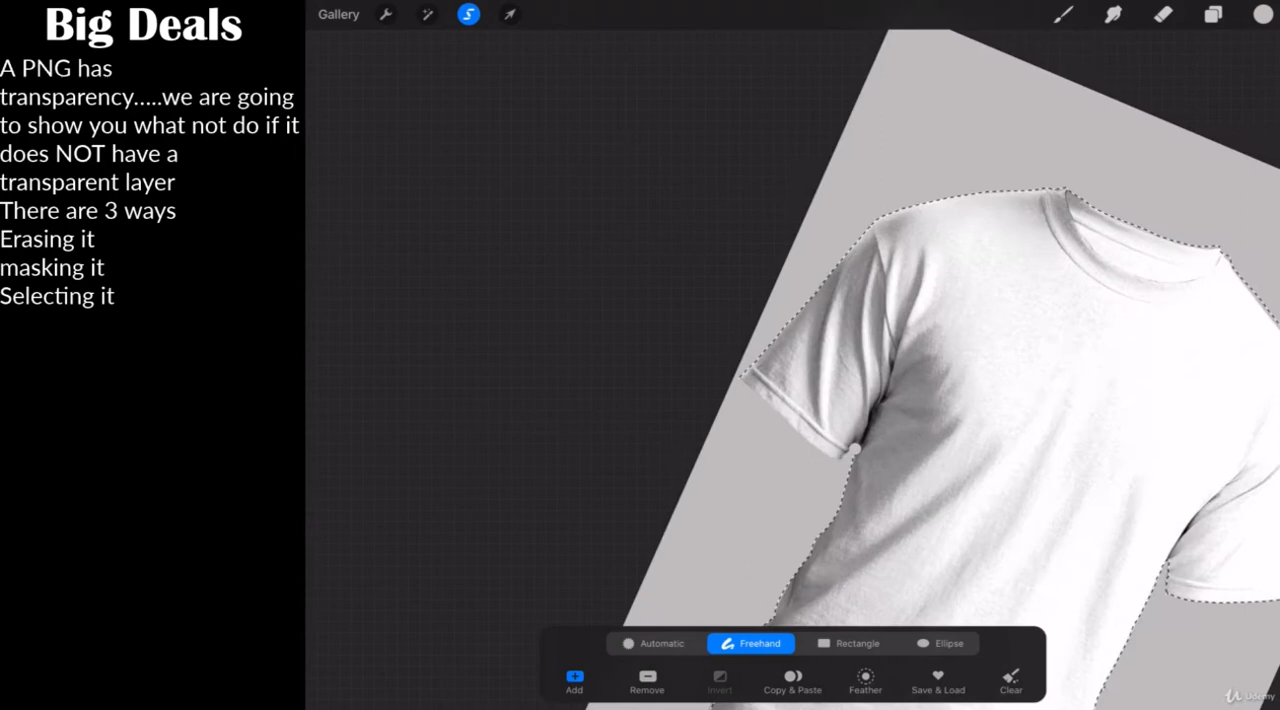 Big Deals
A PNG has
transparency.....we are going
to show you what not do if it
does NOT have a
transparent layer
There are 3 ways
Erasing it
masking it
Selecting it
Gallery
Automatic
Freehand
Rectangle
Ellipse
Add
Remove
Invert
Copy & Paste
Feather
Save & Load
Clear
Udemy